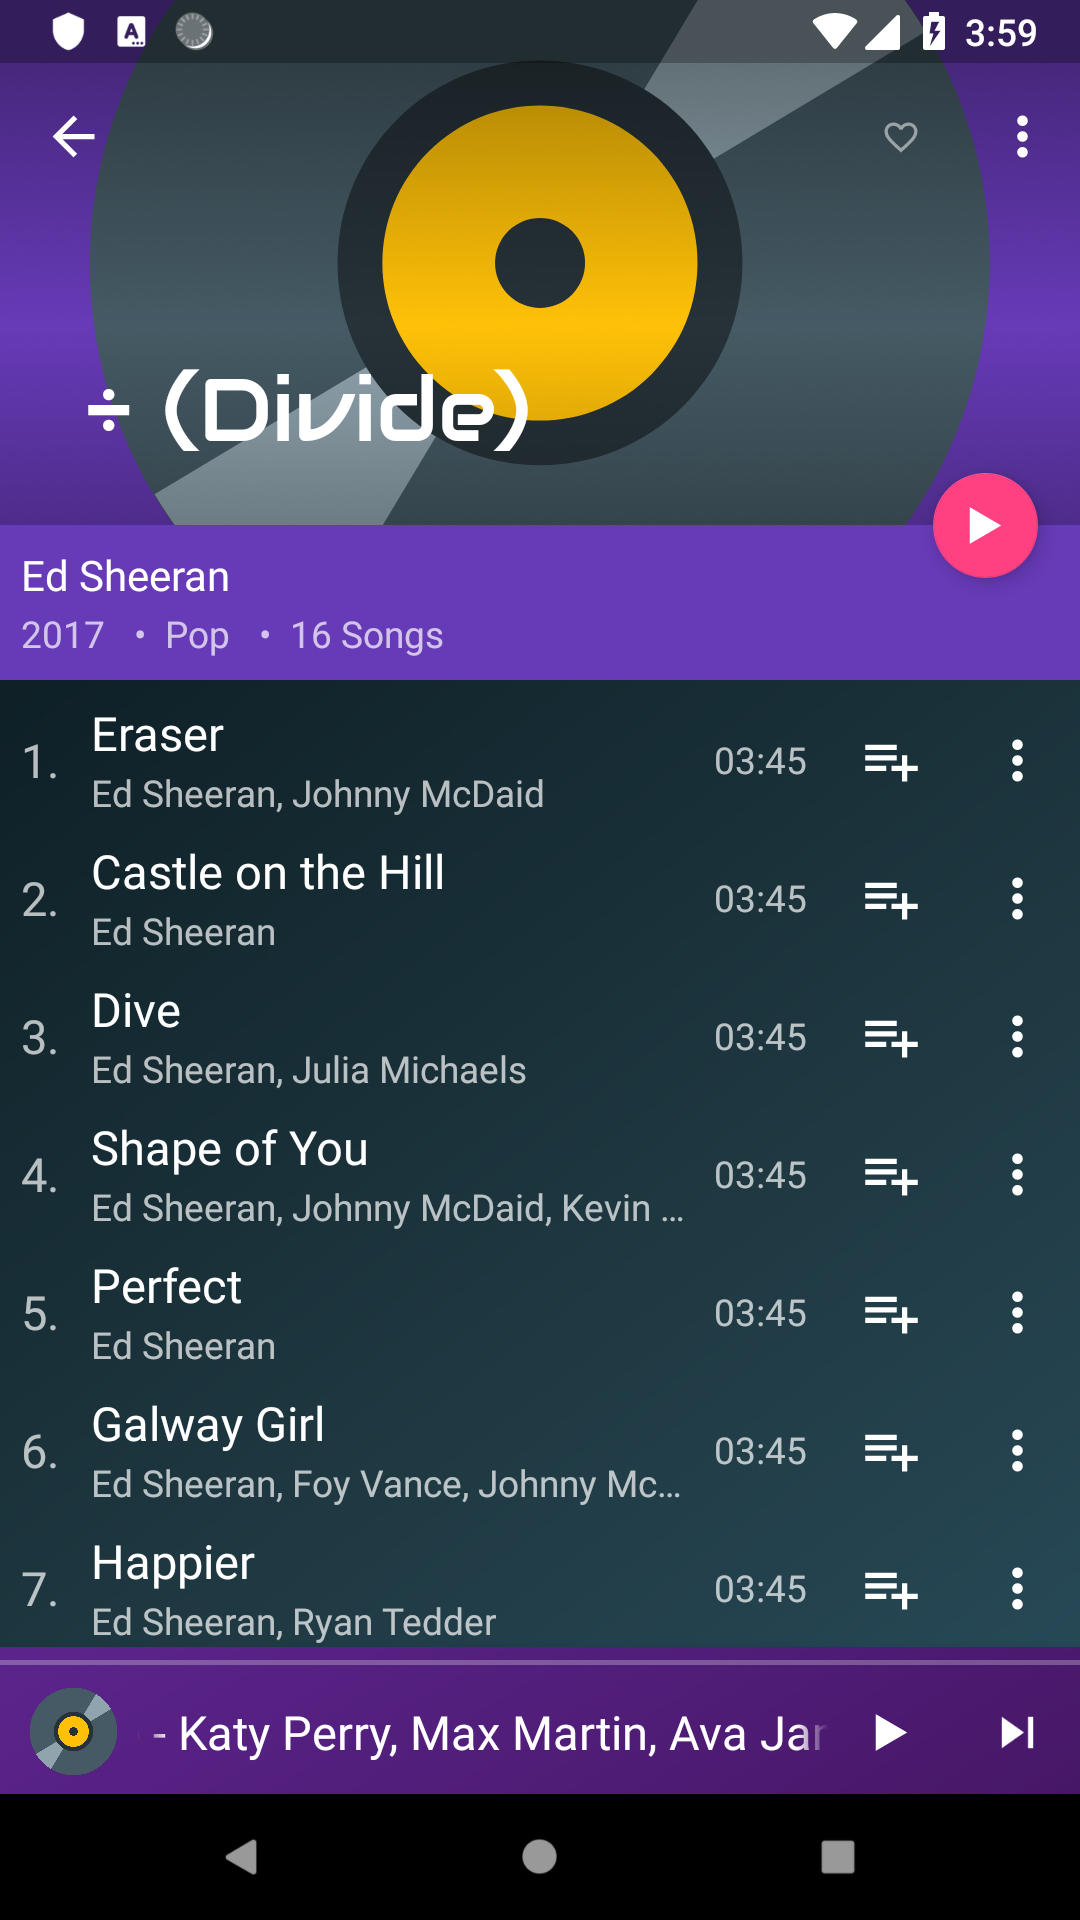 3:59
÷ (Divide)
Ed Sheeran
2017 • Pop • 16 Songs
1. Eraser 03:45
Ed Sheeran, Johnny McDaid
2. Castle on the Hill 03:45
Ed Sheeran
3. Dive 03:45
Ed Sheeran, Julia Michaels
4. Shape of You 03:45
Ed Sheeran, Johnny McDaid, Kevin ...
5. Perfect 03:45
Ed Sheeran
6. Galway Girl 03:45
Ed Sheeran, Foy Vance, Johnny Mc...
7. Happier 03:45
Ed Sheeran, Ryan Tedder
- Katy Perry, Max Martin, Ava Jar